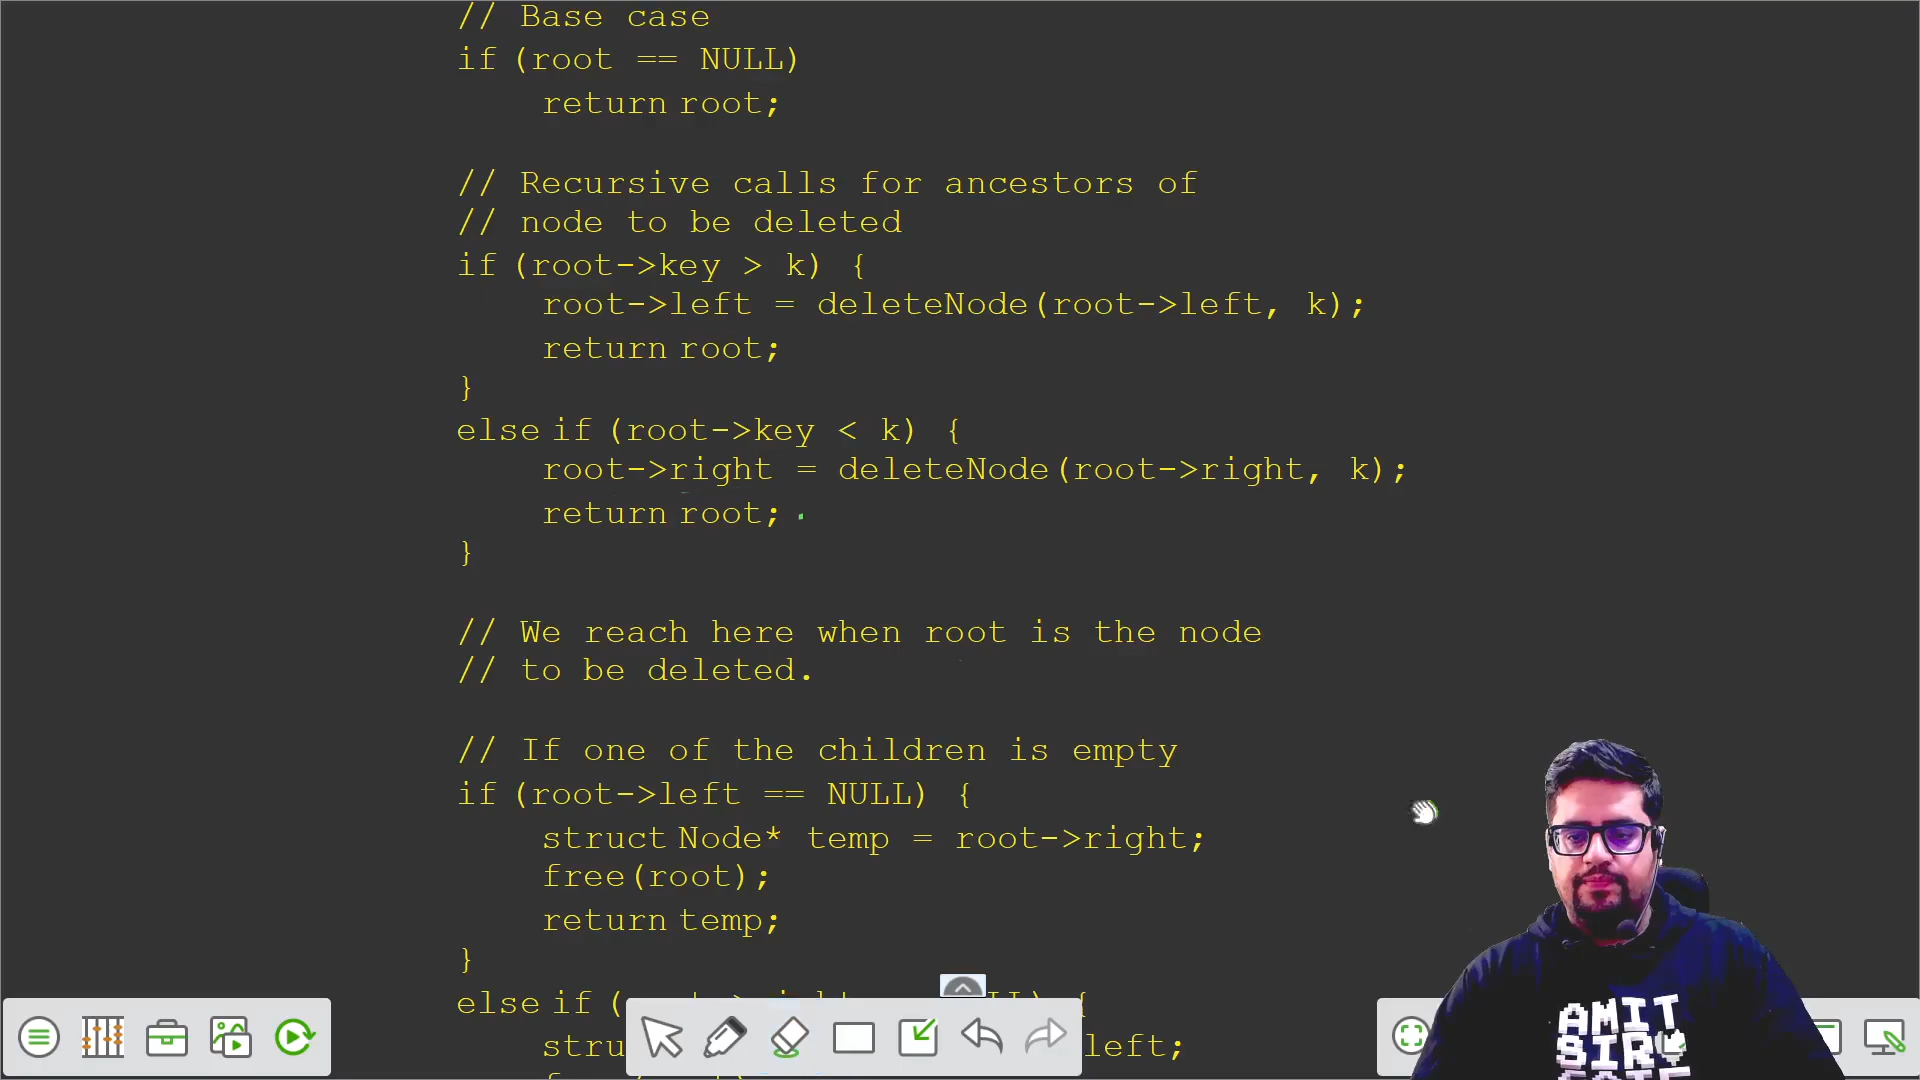 // Base case
if (root == NULL)
return root;
// Recursive calls for ancestors of
// node to be deleted
if (root->key > k) {
root->left = deleteNode(root->left, k);
return root;
}
else if (root->key < k) {
root->right = deleteNode(root->right, k);
return root;
}
// We reach here when root is the node
// to be deleted.
// If one of the children is empty
if (root->left == NULL) {
struct Node* temp = root->right;
free(root);
return temp;
}
else if ( {
left;
AMIT
SIR